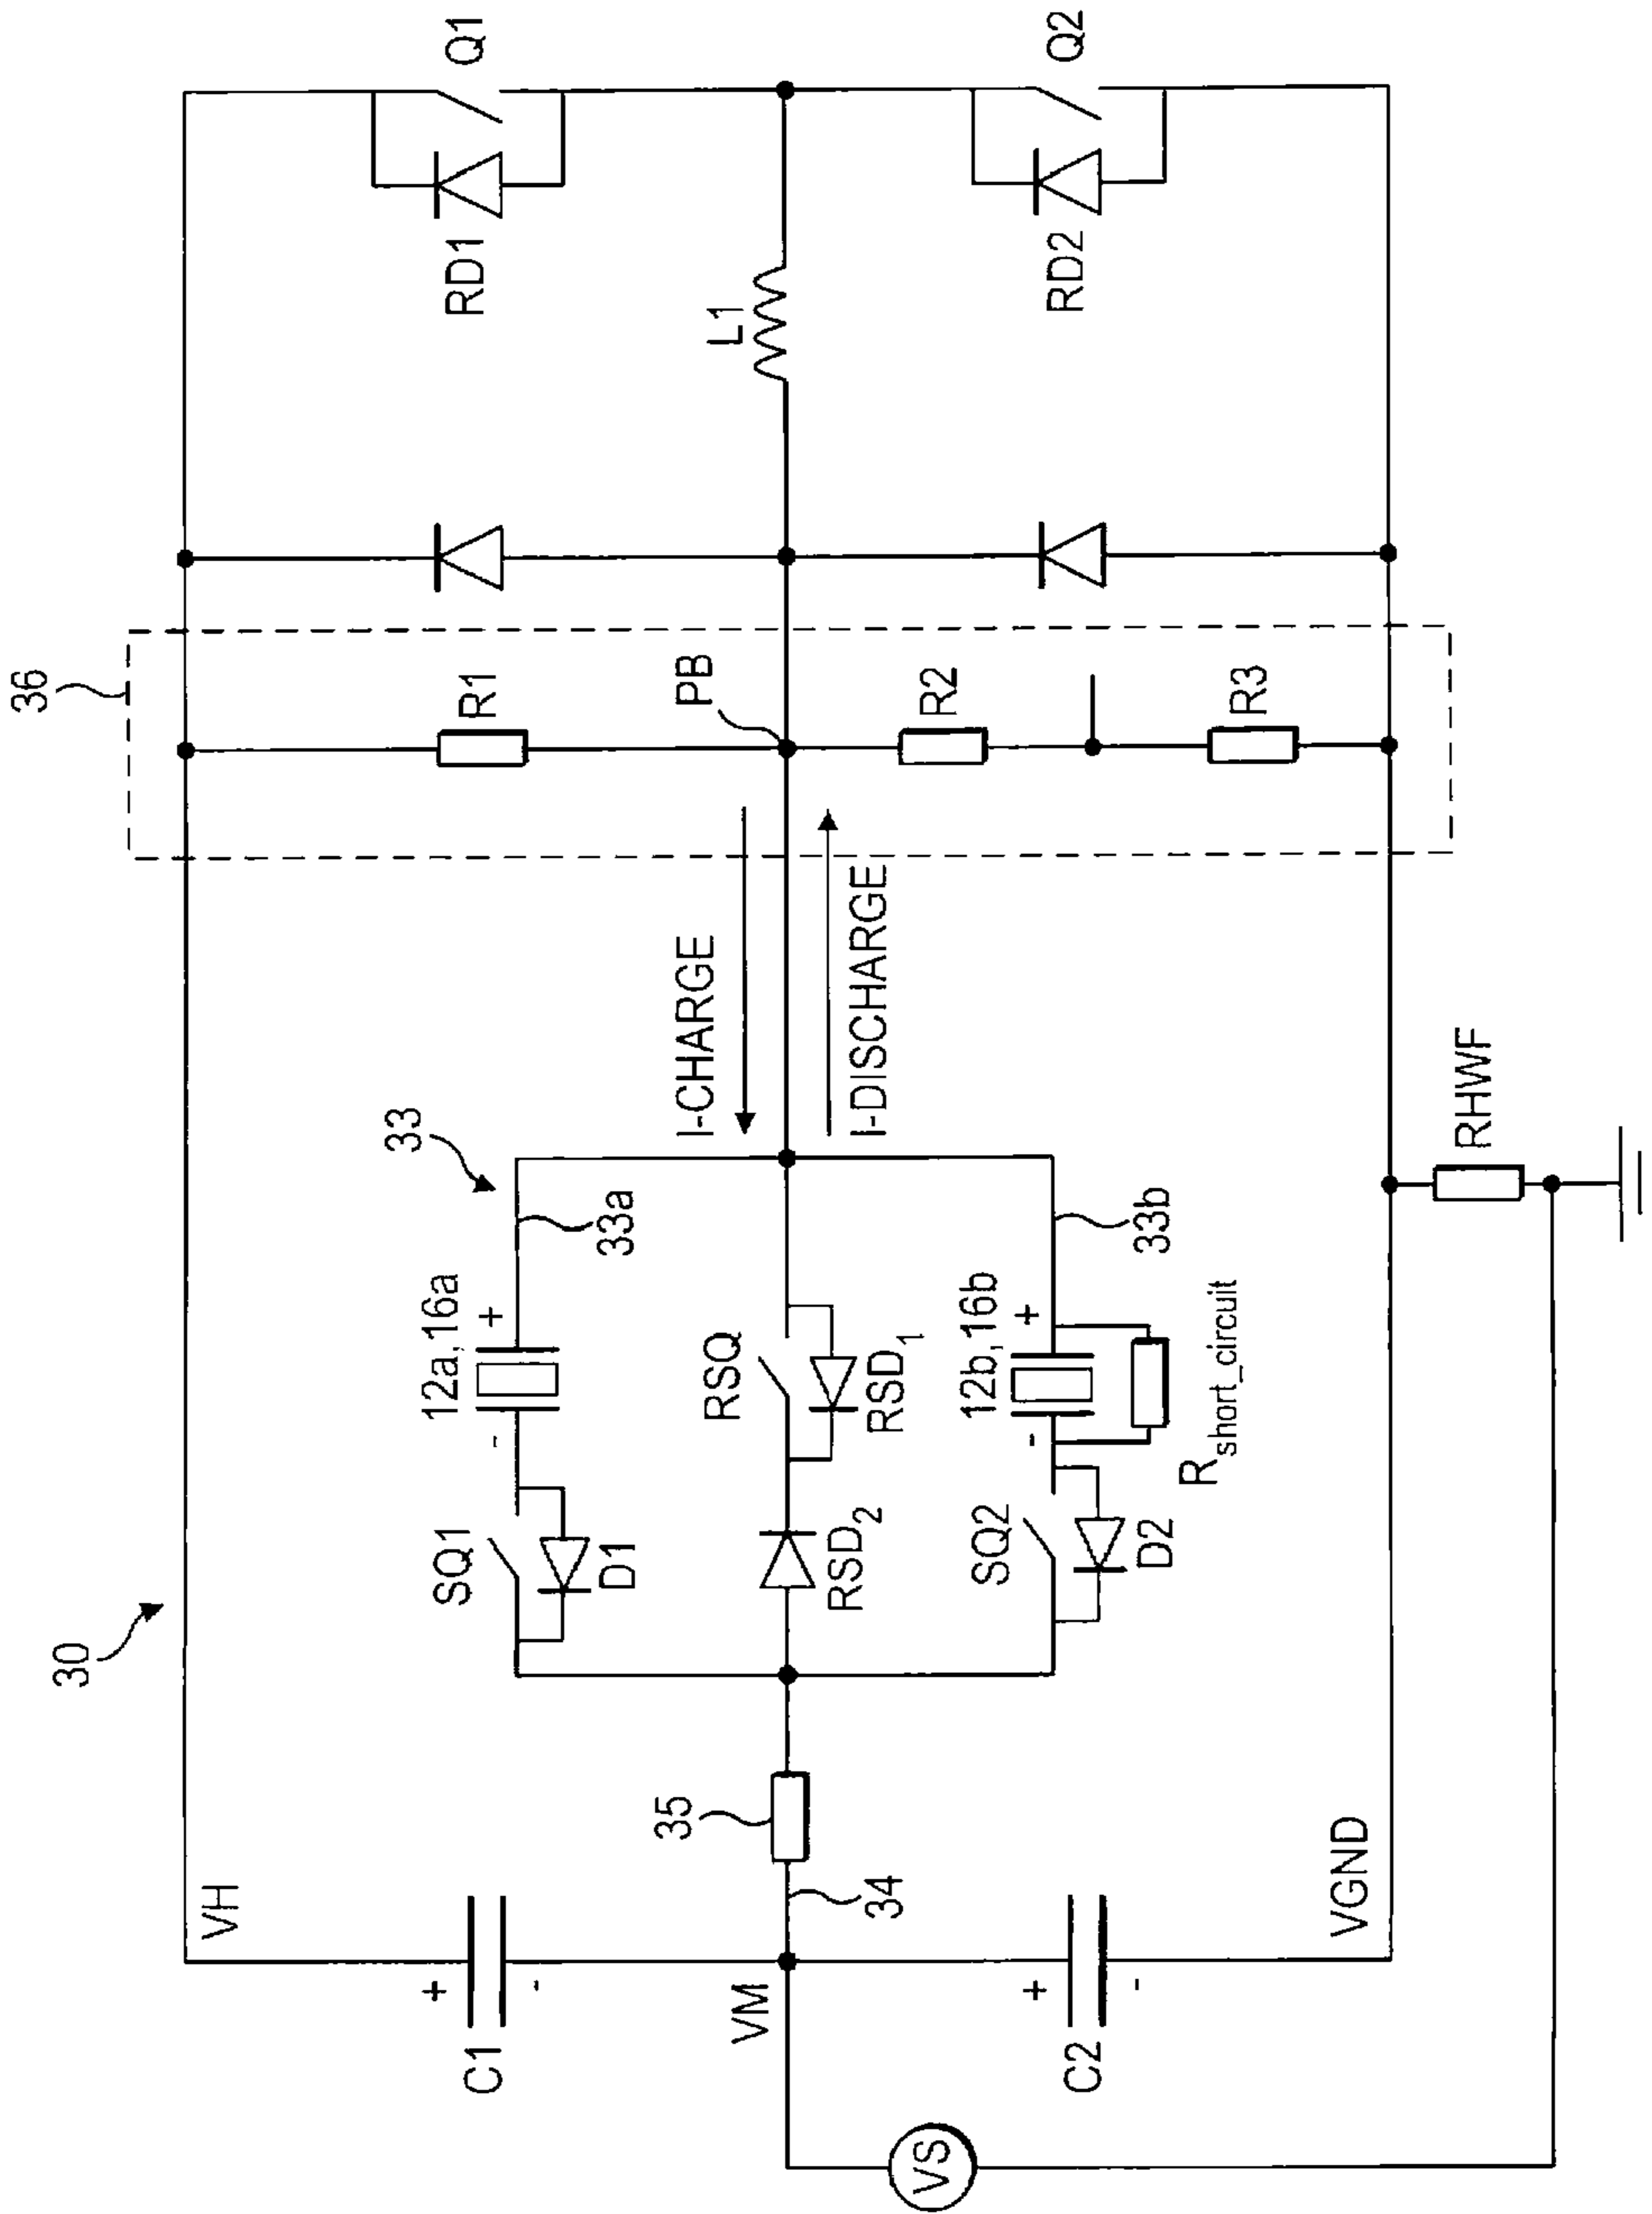 30
VH
C1
+
-
VM
C2
+
-
VGND
VS
34
35
33
33a
12a,16a
-
+
SQ1
D1
RSQ
RSD1
RSD2
33b
12b,16b
-
+
SQ2
D2
Rshort_circuit
I-CHARGE
I-DISCHARGE
RHWF
36
PB
R1
R2
R3
L1
Q1
RD1
Q2
RD2